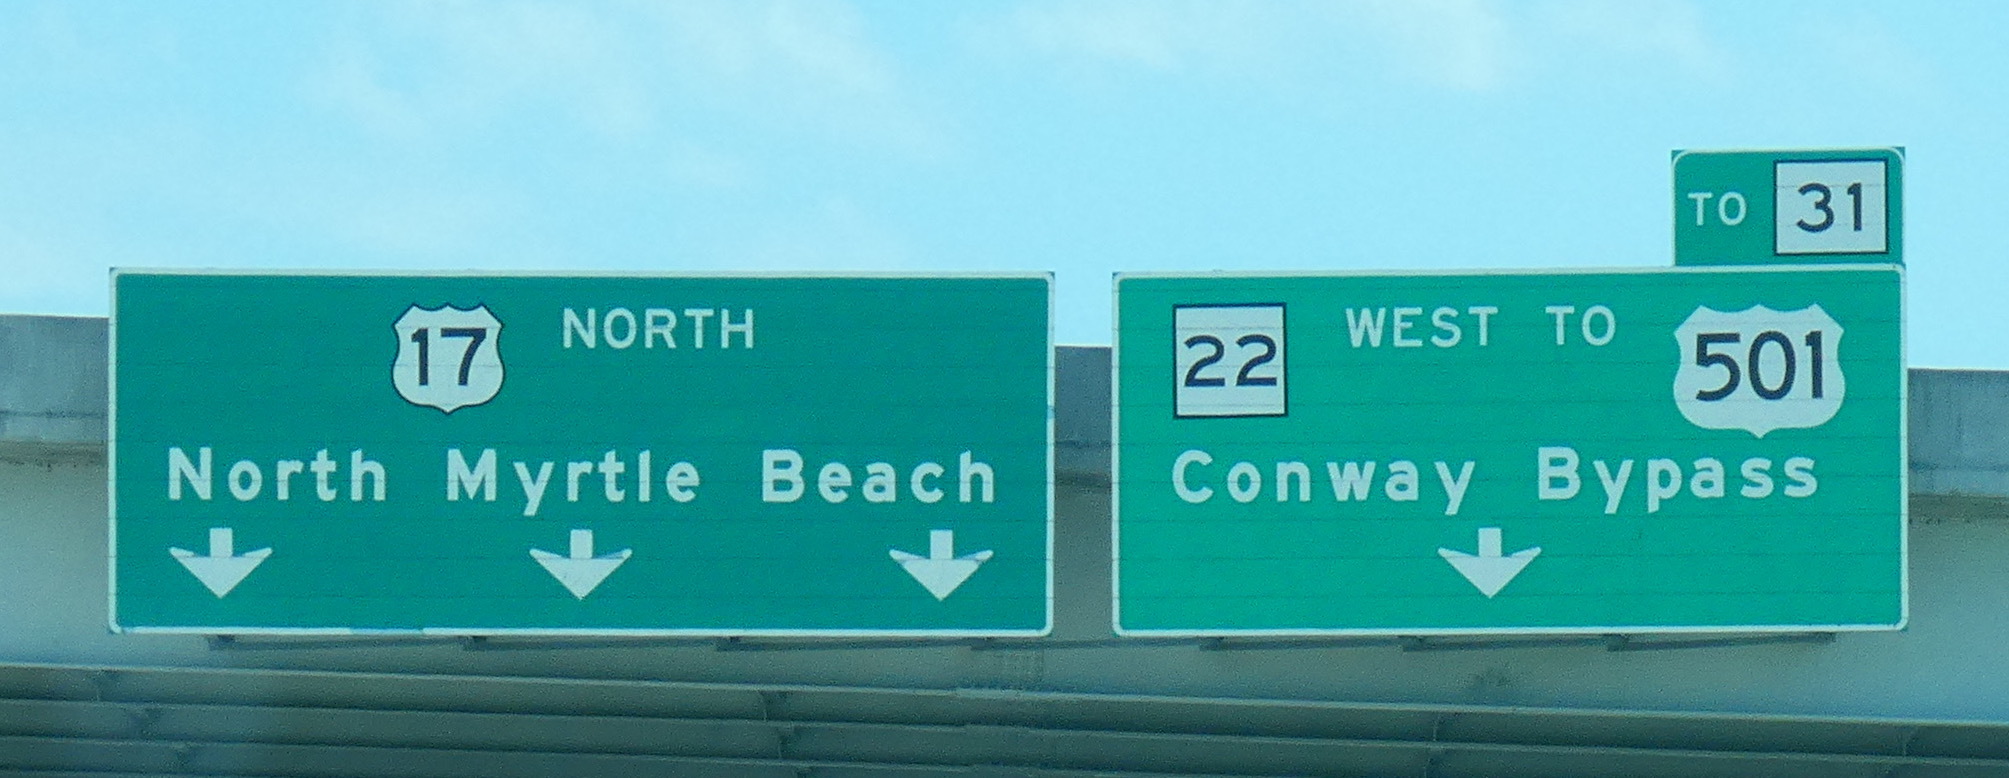 17 NORTH
North Myrtle Beach
TO 31
22 WEST TO 501
Conway Bypass